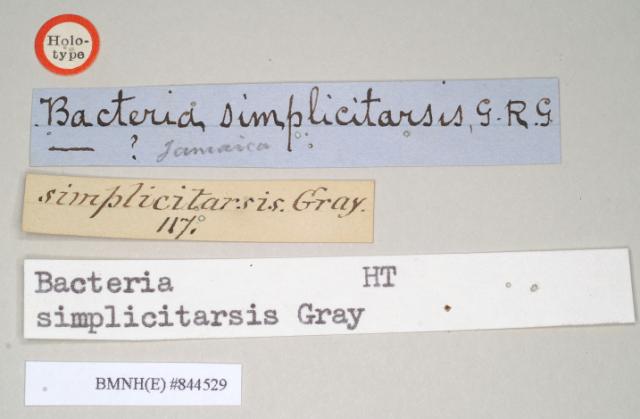 Holo-
type
Bacteria simplicitarsis, G. R. G
? Jamaica
simplicitarsis. Gray.
117.
Bacteria HT
simplicitarsis Gray
BMNH(E) #844529